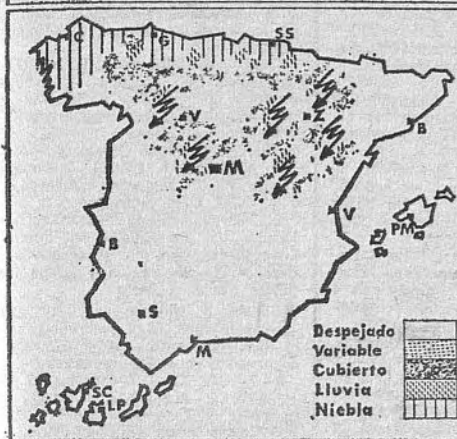 C G SS
V Z
B
M
V
PM
B
S
M
SC
LP
Despejado
Variable
Cubierto
Lluvia
Niebla